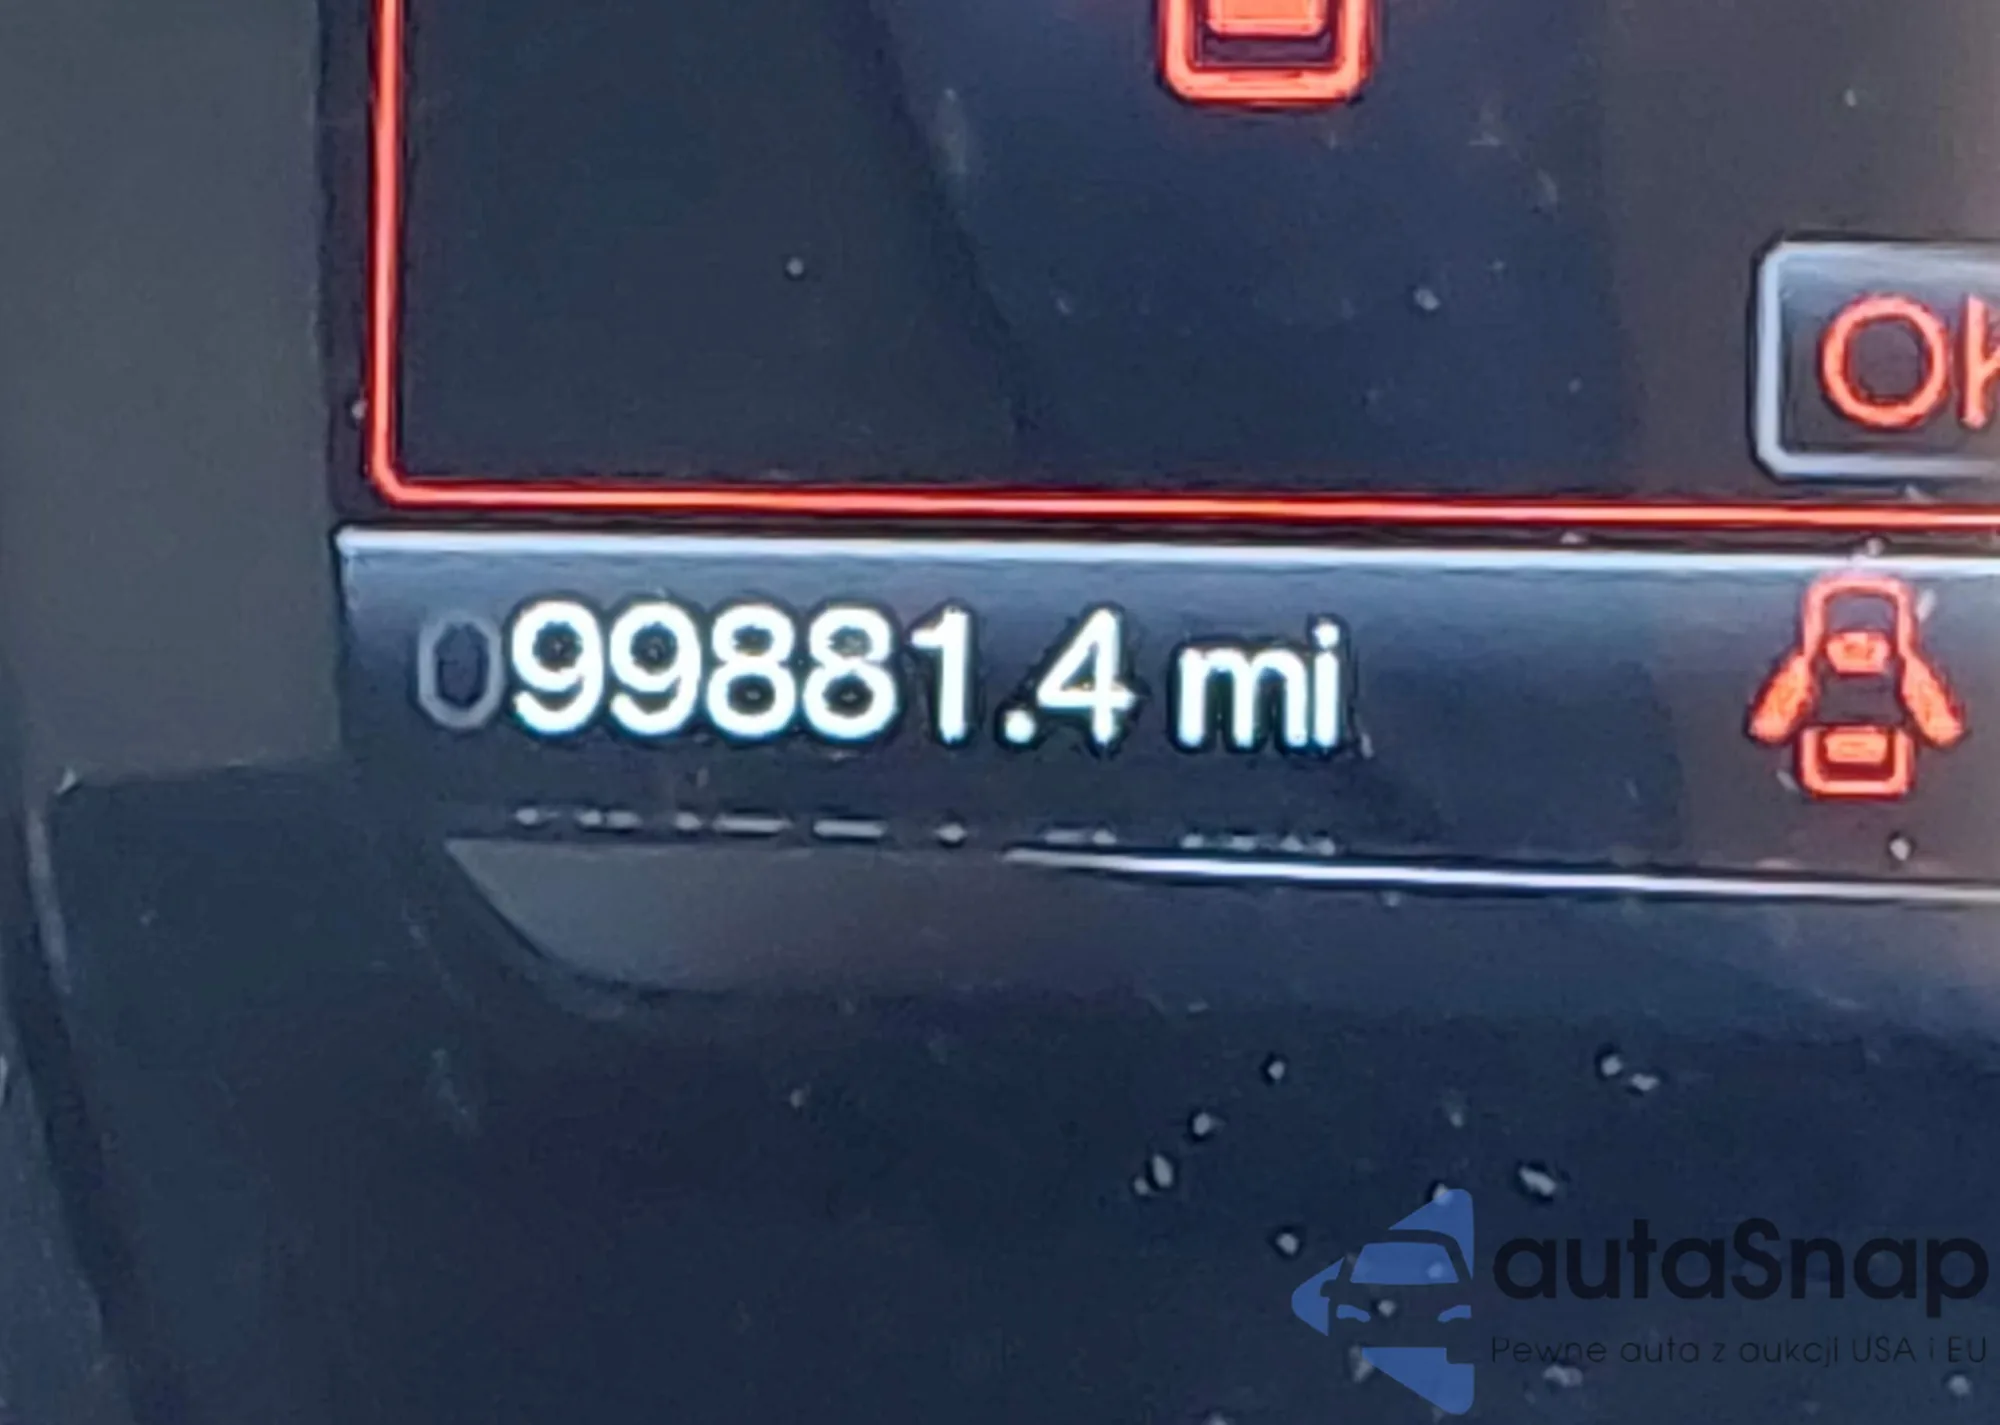 OK
099881.4 mi
autaSnap
Pewne auta z aukcji USA i EU